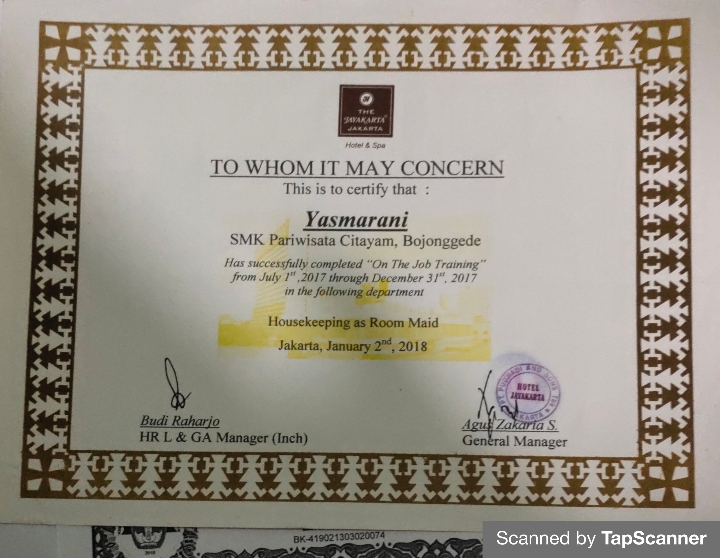 THE
JAYAKARTA
JAKARTA
Hotel & Spa
TO WHOM IT MAY CONCERN
This is to certify that :
Yasmarani
SMK Pariwisata Citayam, Bojonggede
Has successfully completed "On The Job Training"
from July 1st ,2017 through December 31st, 2017
in the following department
Housekeeping as Room Maid
Jakarta, January 2nd, 2018
Budi Raharjo
HR L & GA Manager (Inch)
HOTEL
JAYAKARTA
JAKARTA
Agus Zakaria S.
General Manager
BK-419021303020074
Scanned by TapScanner